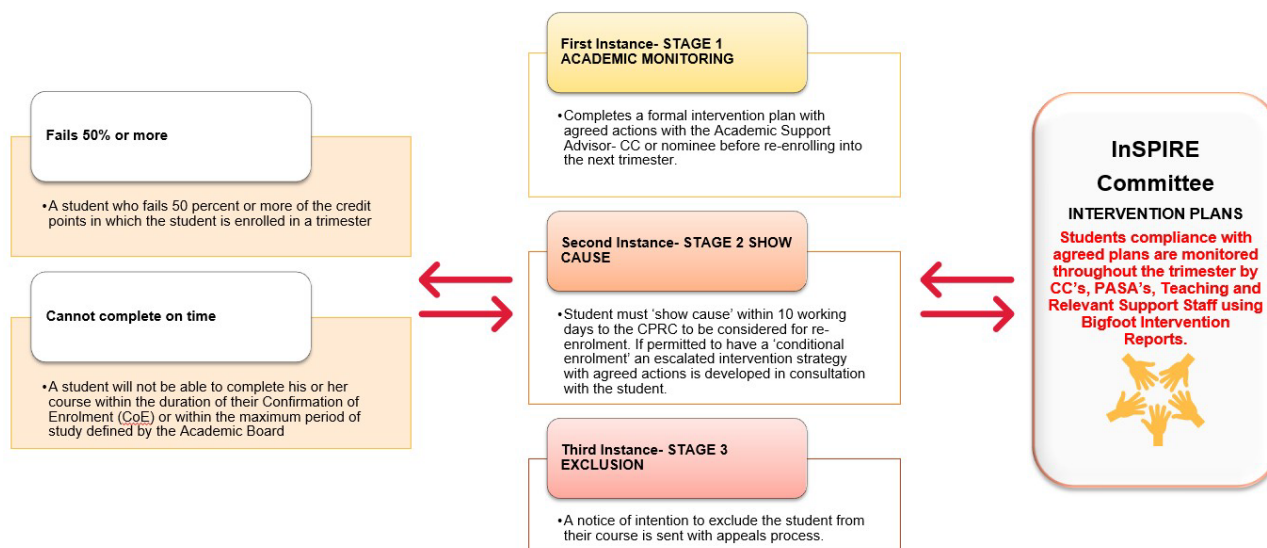 Fails 50% or more
•A student who fails 50 percent or more of the credit
points in which the student is enrolled in a trimester
Cannot complete on time
•A student will not be able to complete his or her
course within the duration of their Confirmation of
Enrolment (CoE) or within the maximum period of
study defined by the Academic Board
First Instance- STAGE 1
ACADEMIC MONITORING
•Completes a formal intervention plan with
agreed actions with the Academic Support
Advisor- CC or nominee before re-enrolling into
the next trimester.
Second Instance- STAGE 2 SHOW
CAUSE
•Student must ‘show cause’ within 10 working
days to the CPRC to be considered for re-
enrolment. If permitted to have a ‘conditional
enrolment’ an escalated intervention strategy
with agreed actions is developed in consultation
with the student.
Third Instance- STAGE 3
EXCLUSION
•A notice of intention to exclude the student from
their course is sent with appeals process.
InSPIRE
Committee
INTERVENTION PLANS
Students compliance with
agreed plans are monitored
throughout the trimester by
CC’s, PASA’s, Teaching and
Relevant Support Staff using
Bigfoot Intervention
Reports.